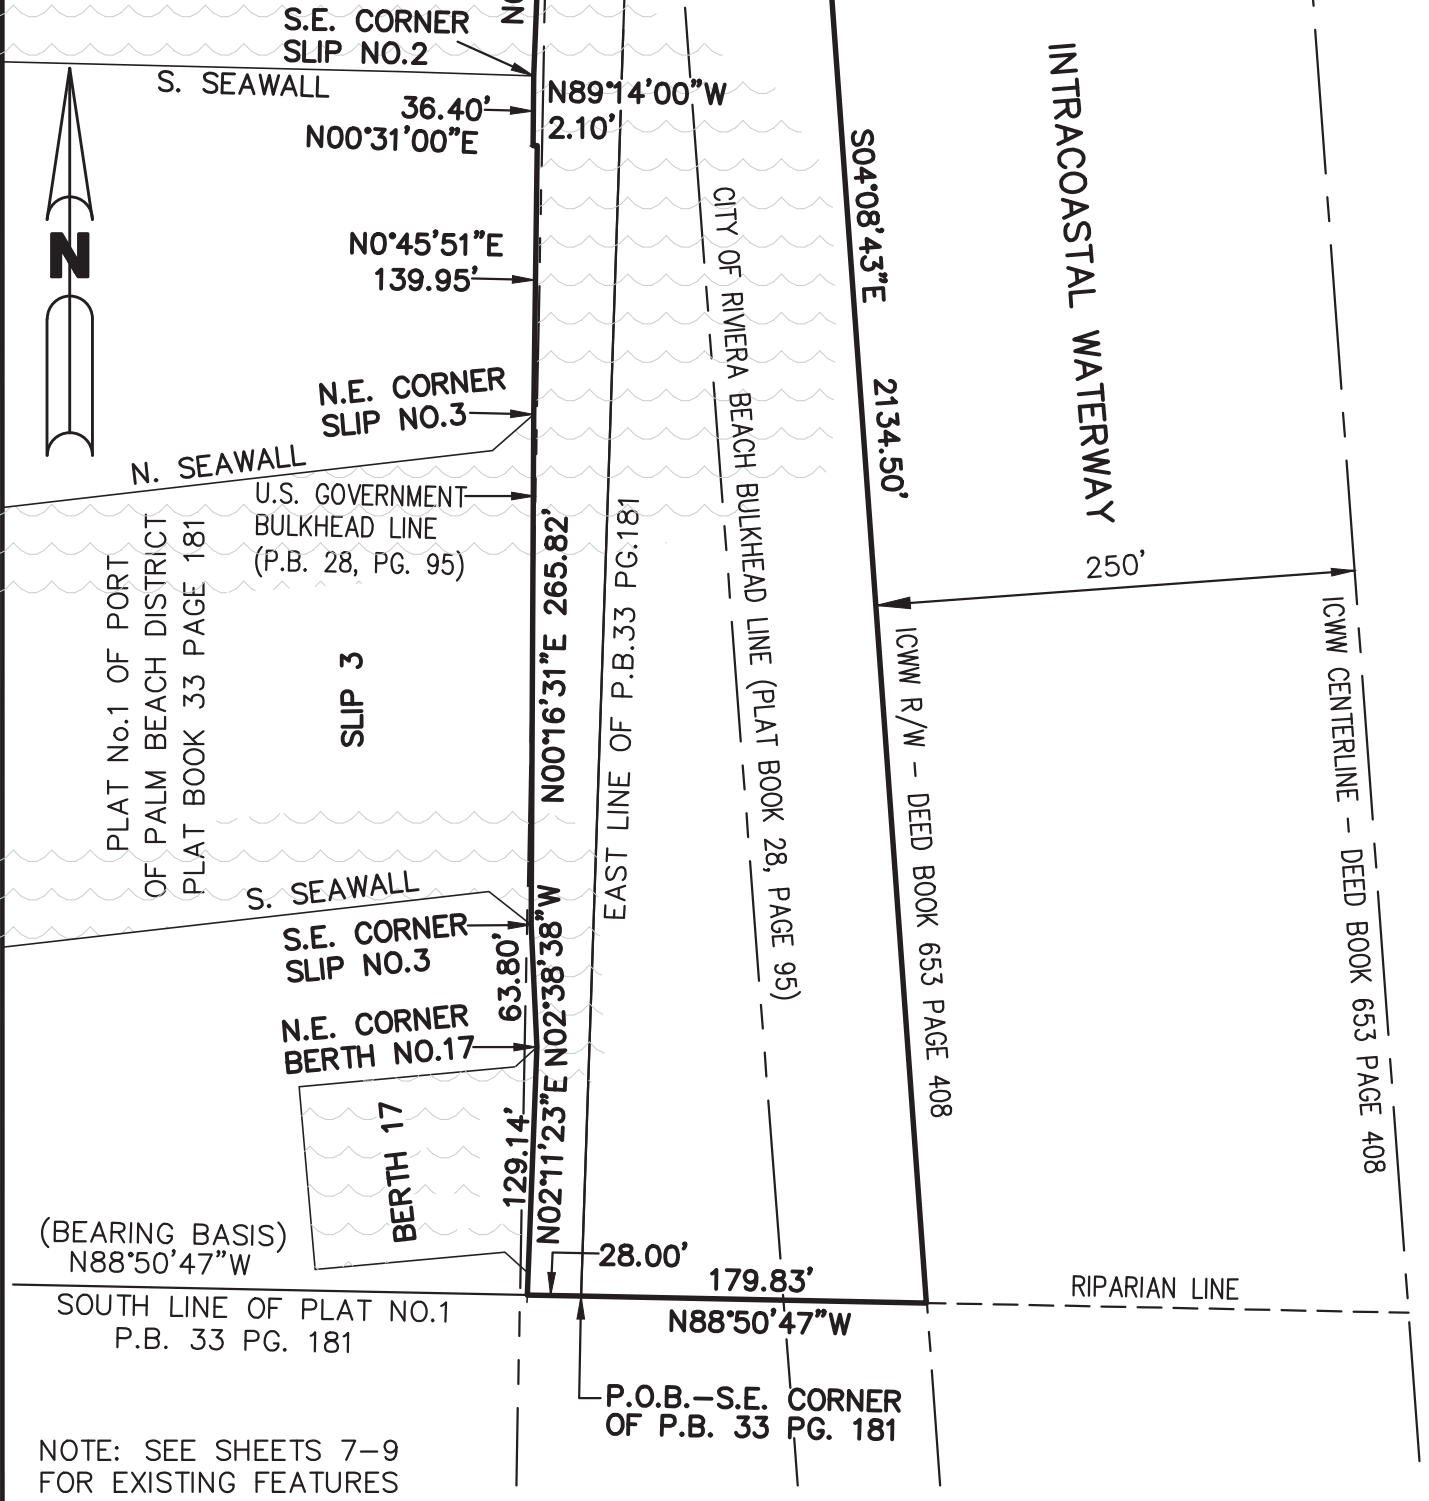 S.E. CORNER
SLIP NO.2
S. SEAWALL
36.40'
N00°31'00"E
N89°14'00"W
2.10'
N
N0°45'51"E
139.95'
N.E. CORNER
SLIP NO.3
N. SEAWALL
U.S. GOVERNMENT
BULKHEAD LINE
(P.B. 28, PG. 95)
PLAT No.1 OF PORT
OF PALM BEACH DISTRICT
PLAT BOOK 33 PAGE 181
SLIP 3
N00°16'31"E 265.82'
EAST LINE OF P.B.33 PG.181
CITY OF RIVIERA BEACH BULKHEAD LINE (PLAT BOOK 28, PAGE 95)
S04°08'43"E 2134.50'
INTRACOASTAL WATERWAY
250'
ICWW R/W - DEED BOOK 653 PAGE 408
ICWW CENTERLINE - DEED BOOK 653 PAGE 408
S. SEAWALL
S.E. CORNER
SLIP NO.3
63.80'
N02°38'38"W
N.E. CORNER
BERTH NO.17
BERTH 17
129.14'
N02°11'23"E
(BEARING BASIS)
N88°50'47"W
SOUTH LINE OF PLAT NO.1
P.B. 33 PG. 181
28.00'
179.83'
N88°50'47"W
RIPARIAN LINE
P.O.B.-S.E. CORNER
OF P.B. 33 PG. 181
NOTE: SEE SHEETS 7-9
FOR EXISTING FEATURES